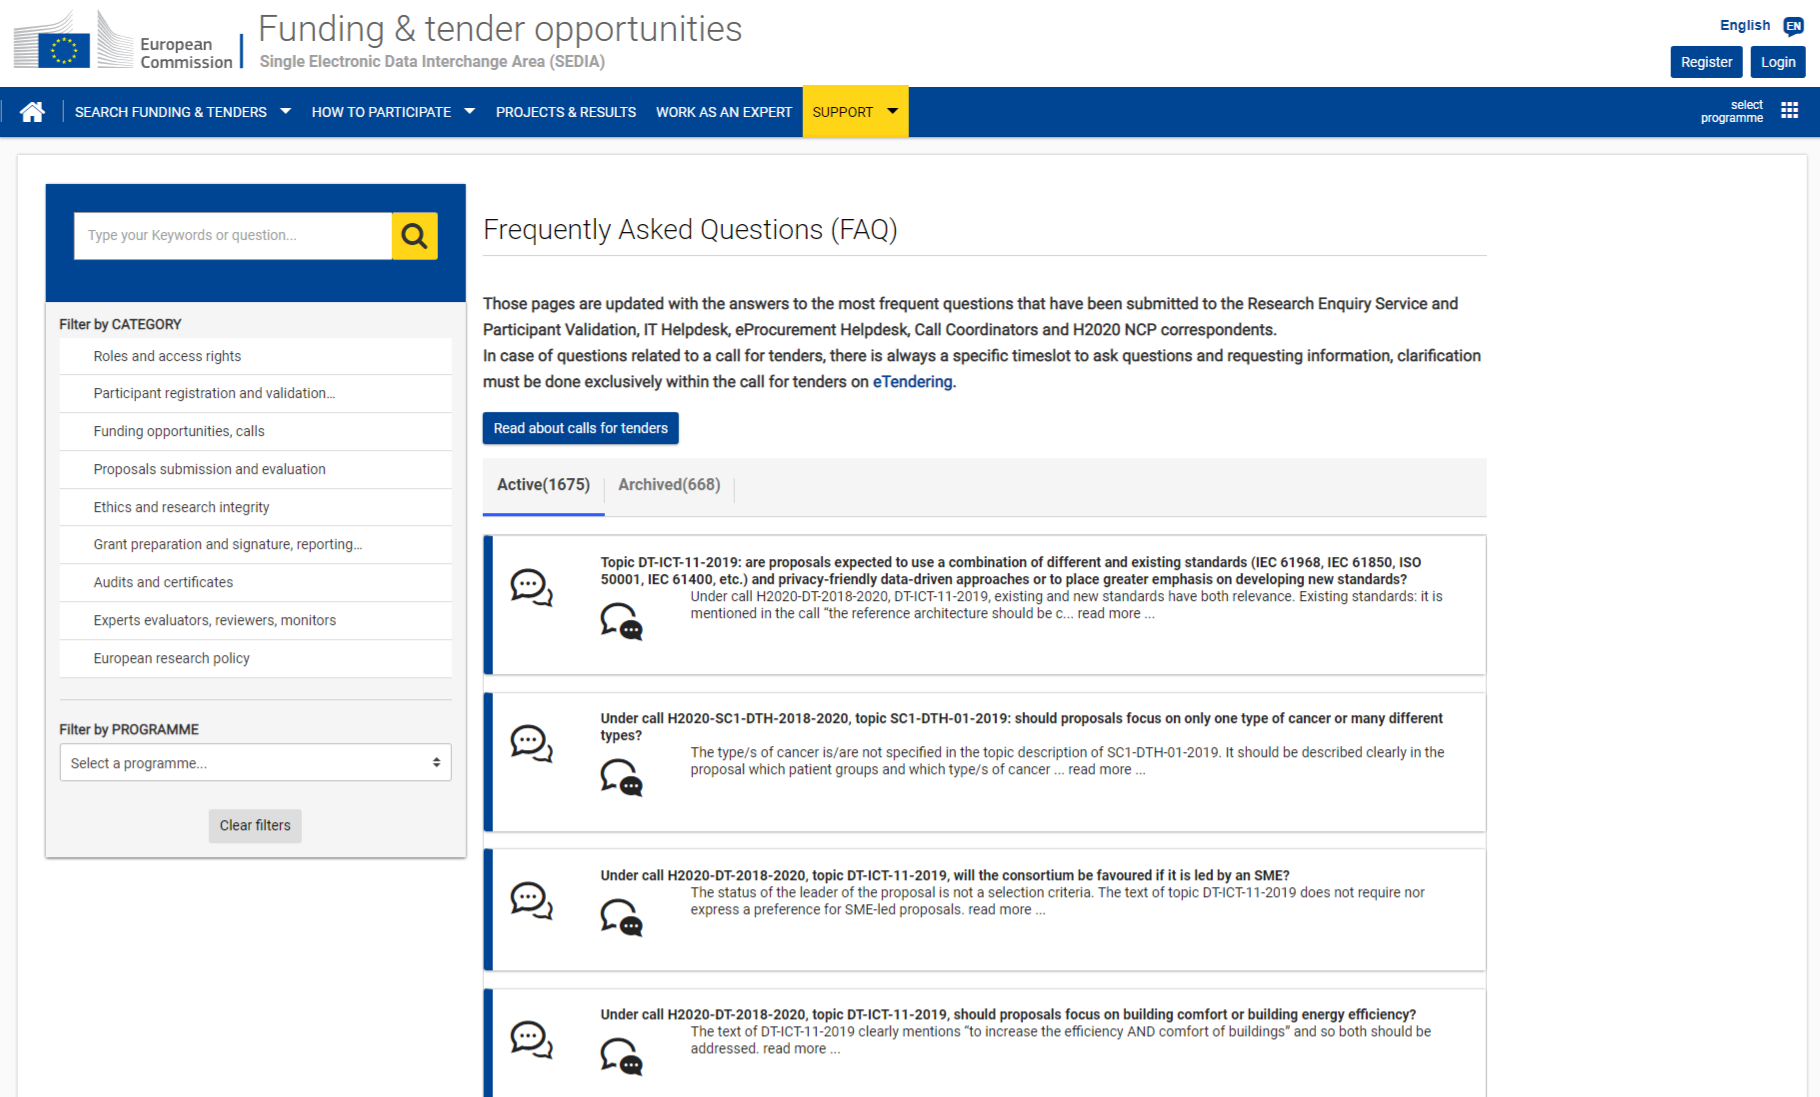 European
Commission
Funding & tender opportunities
Single Electronic Data Interchange Area (SEDIA)
English EN
Register Login
SEARCH FUNDING & TENDERS HOW TO PARTICIPATE PROJECTS & RESULTS WORK AS AN EXPERT SUPPORT
select
programme
Type your Keywords or question...
Filter by CATEGORY
Roles and access rights
Participant registration and validation...
Funding opportunities, calls
Proposals submission and evaluation
Ethics and research integrity
Grant preparation and signature, reporting...
Audits and certificates
Experts evaluators, reviewers, monitors
European research policy
Filter by PROGRAMME
Select a programme...
Clear filters
Frequently Asked Questions (FAQ)
Those pages are updated with the answers to the most frequent questions that have been submitted to the Research Enquiry Service and
Participant Validation, IT Helpdesk, eProcurement Helpdesk, Call Coordinators and H2020 NCP correspondents.
In case of questions related to a call for tenders, there is always a specific timeslot to ask questions and requesting information, clarification
must be done exclusively within the call for tenders on eTendering.
Read about calls for tenders
Active(1675) Archived(668)
Topic DT-ICT-11-2019: are proposals expected to use a combination of different and existing standards (IEC 61968, IEC 61850, ISO
50001, IEC 61400, etc.) and privacy-friendly data-driven approaches or to place greater emphasis on developing new standards?
Under call H2020-DT-2018-2020, DT-ICT-11-2019, existing and new standards have both relevance. Existing standards: it is
mentioned in the call “the reference architecture should be c... read more ...
Under call H2020-SC1-DTH-2018-2020, topic SC1-DTH-01-2019: should proposals focus on only one type of cancer or many different
types?
The type/s of cancer is/are not specified in the topic description of SC1-DTH-01-2019. It should be described clearly in the
proposal which patient groups and which type/s of cancer ... read more ...
Under call H2020-DT-2018-2020, topic DT-ICT-11-2019, will the consortium be favoured if it is led by an SME?
The status of the leader of the proposal is not a selection criteria. The text of topic DT-ICT-11-2019 does not require nor
express a preference for SME-led proposals. read more ...
Under call H2020-DT-2018-2020, topic DT-ICT-11-2019, should proposals focus on building comfort or building energy efficiency?
The text of DT-ICT-11-2019 clearly mentions “to increase the efficiency AND comfort of buildings” and so both should be
addressed. read more ...